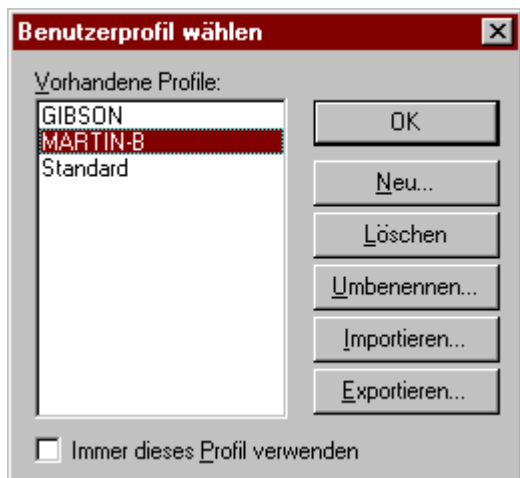 Benutzerprofil wählen
Vorhandene Profile:
GIBSON
MARTIN-B
Standard
OK
Neu...
Löschen
Umbenennen...
Importieren...
Exportieren...
Immer dieses Profil verwenden